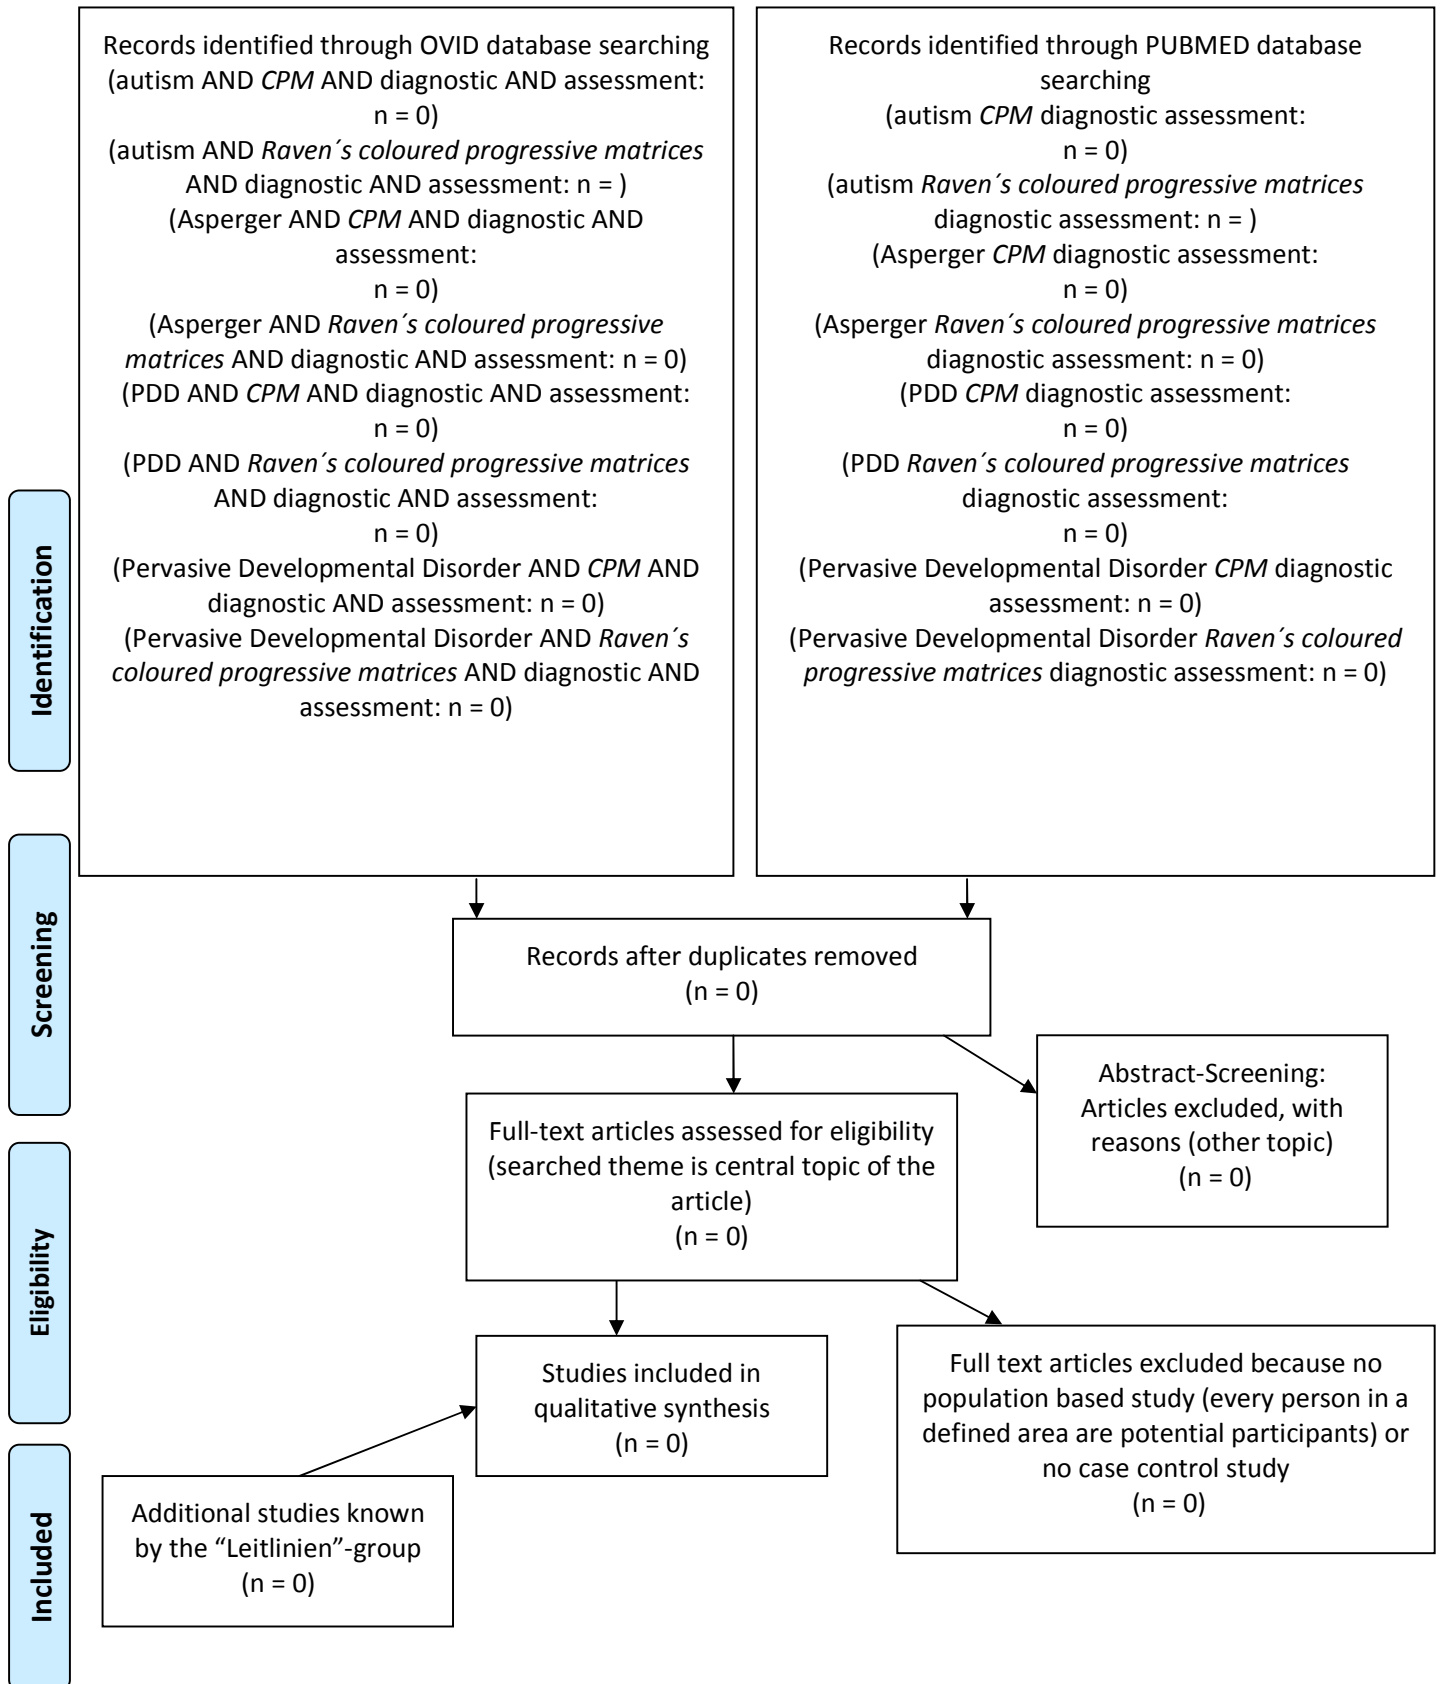 Records identified through OVID database searching
(autism AND CPM AND diagnostic AND assessment:
n = 0)
(autism AND Raven´s coloured progressive matrices
AND diagnostic AND assessment: n = )
(Asperger AND CPM AND diagnostic AND
assessment:
n = 0)
(Asperger AND Raven´s coloured progressive
matrices AND diagnostic AND assessment: n = 0)
(PDD AND CPM AND diagnostic AND assessment:
n = 0)
(PDD AND Raven´s coloured progressive matrices
AND diagnostic AND assessment:
n = 0)
(Pervasive Developmental Disorder AND CPM AND
diagnostic AND assessment: n = 0)
(Pervasive Developmental Disorder AND Raven´s
coloured progressive matrices AND diagnostic AND
assessment: n = 0)
Records identified through PUBMED database
searching
(autism CPM diagnostic assessment:
n = 0)
(autism Raven´s coloured progressive matrices
diagnostic assessment: n = )
(Asperger CPM diagnostic assessment:
n = 0)
(Asperger Raven´s coloured progressive matrices
diagnostic assessment: n = 0)
(PDD CPM diagnostic assessment:
n = 0)
(PDD Raven´s coloured progressive matrices
diagnostic assessment:
n = 0)
(Pervasive Developmental Disorder CPM diagnostic
assessment: n = 0)
(Pervasive Developmental Disorder Raven´s coloured
progressive matrices diagnostic assessment: n = 0)
Identification
Screening
Records after duplicates removed
(n = 0)
Abstract-Screening:
Articles excluded, with
reasons (other topic)
(n = 0)
Full-text articles assessed for eligibility
(searched theme is central topic of the
article)
(n = 0)
Eligibility
Studies included in
qualitative synthesis
(n = 0)
Full text articles excluded because no
population based study (every person in a
defined area are potential participants) or
no case control study
(n = 0)
Included
Additional studies known
by the “Leitlinien”-group
(n = 0)